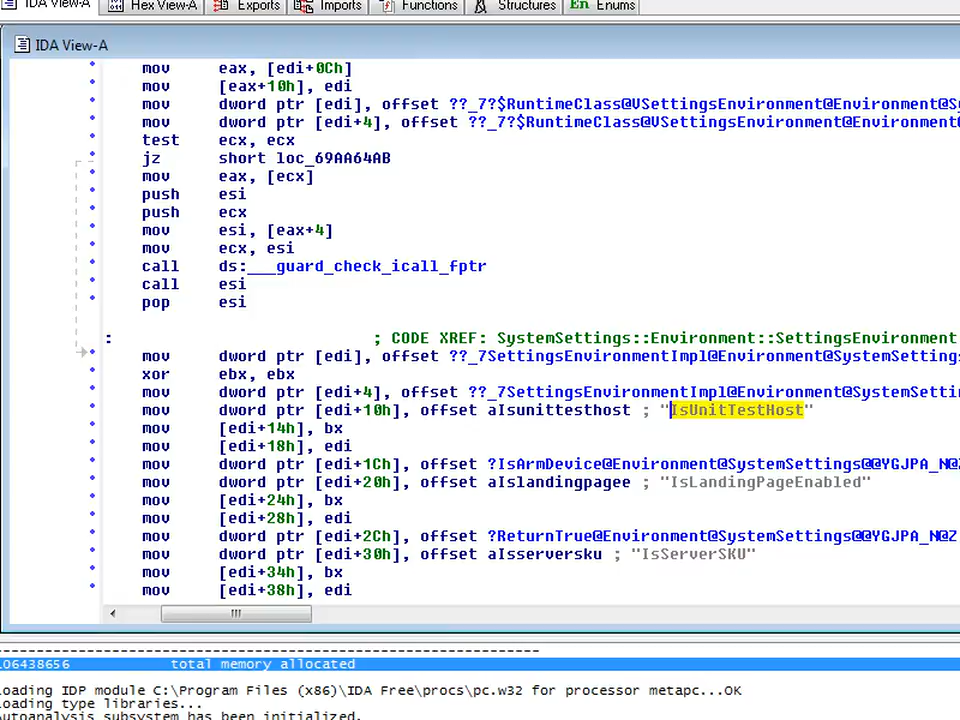 IDA View-A Hex View-A Exports Imports Functions Structures En Enums
IDA View-A
mov eax, [edi+0Ch]
mov [eax+10h], edi
mov dword ptr [edi], offset ??_7?$RuntimeClass@VSettingsEnvironment@Environment@S
mov dword ptr [edi+4], offset ??_7?$RuntimeClass@VSettingsEnvironment@Environment
test ecx, ecx
jz short loc_69AA64AB
mov eax, [ecx]
push esi
push ecx
mov esi, [eax+4]
mov ecx, esi
call ds:___guard_check_icall_fptr
call esi
pop esi
: ; CODE XREF: SystemSettings::Environment::SettingsEnvironment
mov dword ptr [edi], offset ??_7SettingsEnvironmentImpl@Environment@SystemSetting
xor ebx, ebx
mov dword ptr [edi+4], offset ??_7SettingsEnvironmentImpl@Environment@SystemSetti
mov dword ptr [edi+10h], offset aIsunittesthost ; "IsUnitTestHost"
mov [edi+14h], bx
mov [edi+18h], edi
mov dword ptr [edi+1Ch], offset ?IsArmDevice@Environment@SystemSettings@@YGJPA_N@Z
mov dword ptr [edi+20h], offset aIslandingpagee ; "IsLandingPageEnabled"
mov [edi+24h], bx
mov [edi+28h], edi
mov dword ptr [edi+2Ch], offset ?ReturnTrue@Environment@SystemSettings@@YGJPA_N@Z
mov dword ptr [edi+30h], offset aIsserversku ; "IsServerSKU"
mov [edi+34h], bx
mov [edi+38h], edi
--------------------------------------------------------------
106438656 total memory allocated
Loading IDP module C:\Program Files (x86)\IDA Free\procs\pc.w32 for processor metapc...OK
Loading type libraries...
Autoanalysis subsystem has been initialized.